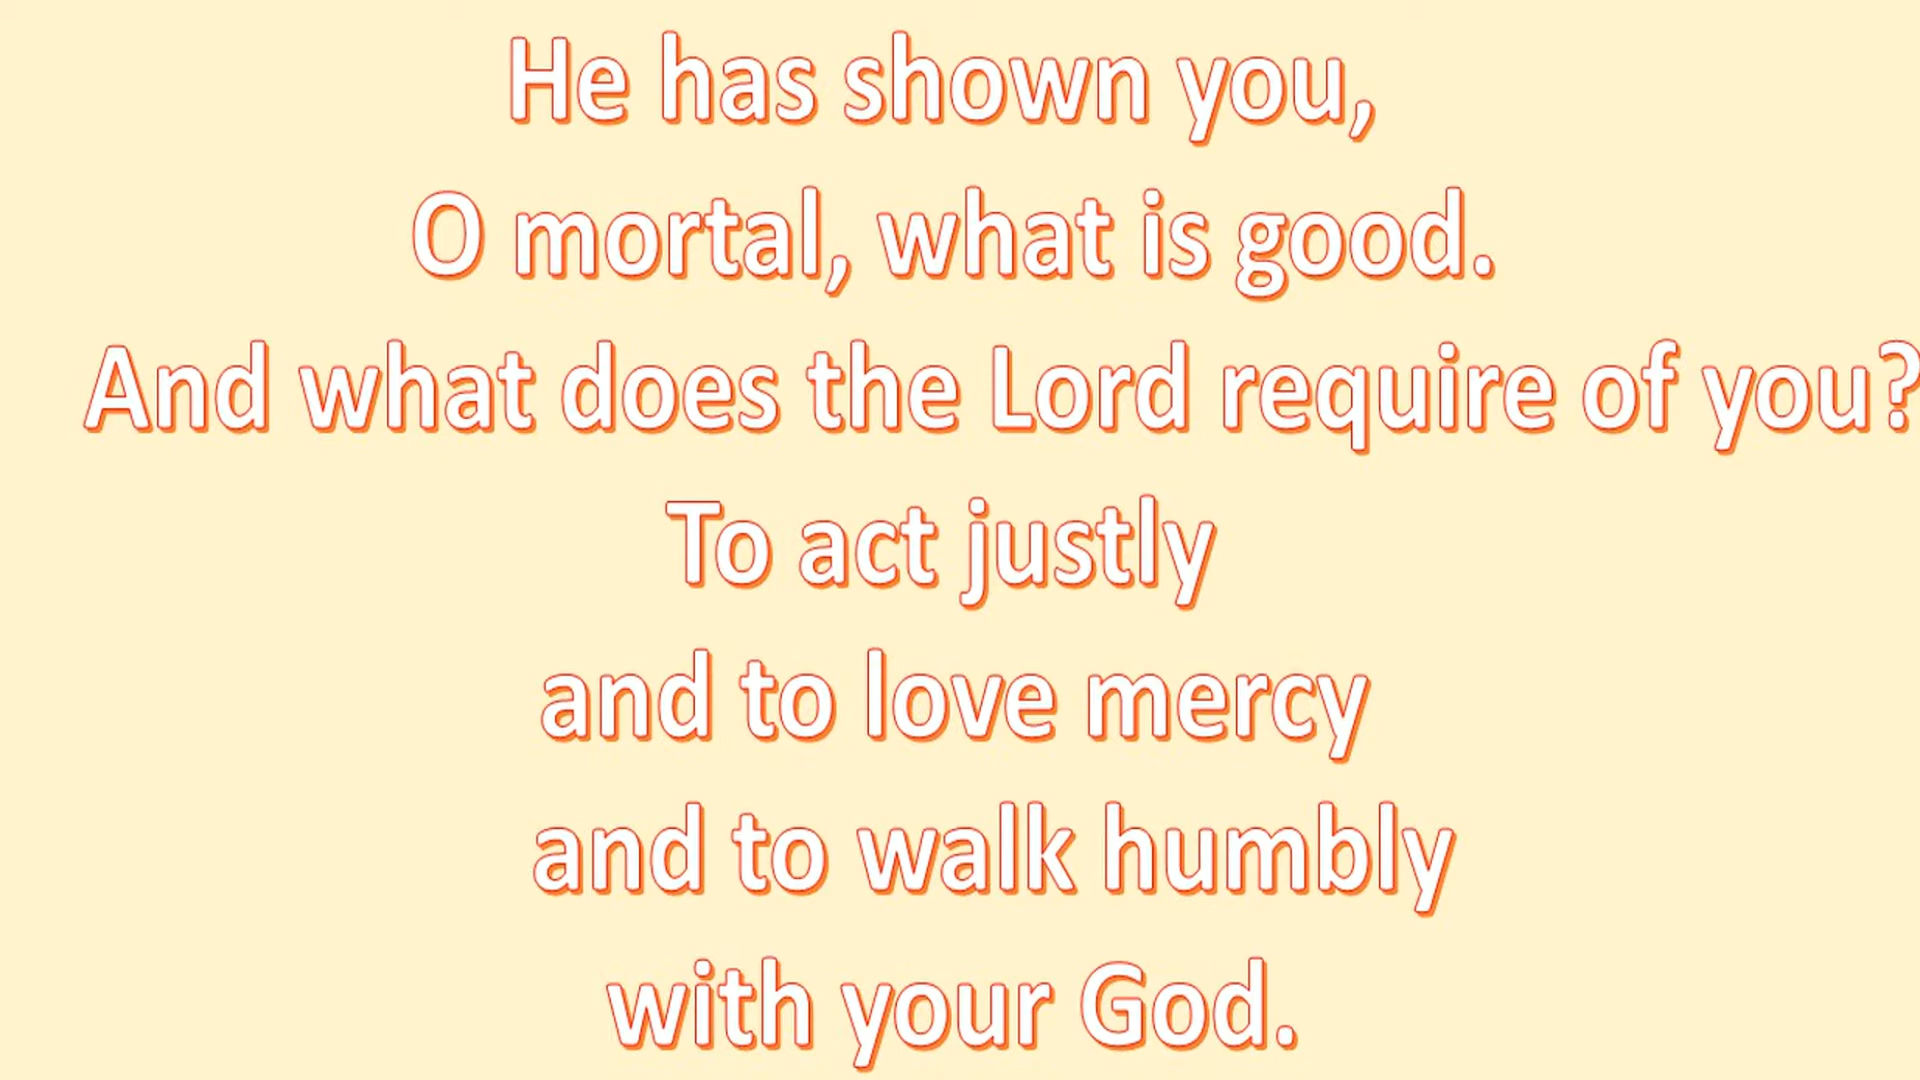 He has shown you,
O mortal, what is good.
And what does the Lord require of you?
To act justly
and to love mercy
and to walk humbly
with your God.